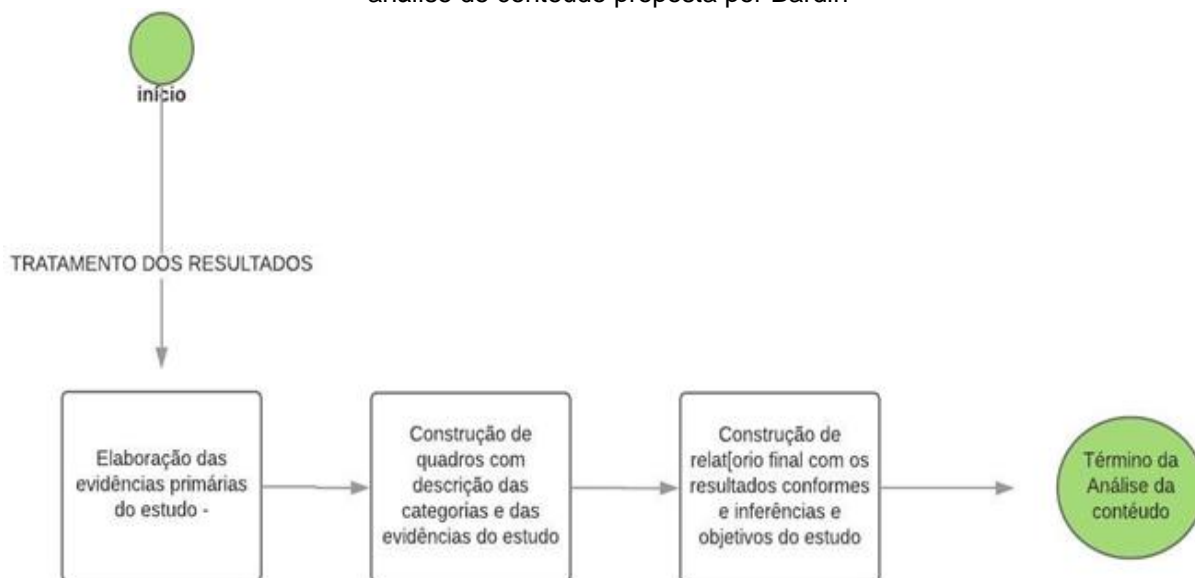 análise de conteúdo proposta por Bardin
início
TRATAMENTO DOS RESULTADOS
Elaboração das
evidências primárias
do estudo -
Construção de
quadros com
descrição das
categorias e das
evidências do estudo
Construção de
relat[orio final com os
resultados conformes
e inferências e
objetivos do estudo
Término da
Análise da
contéudo